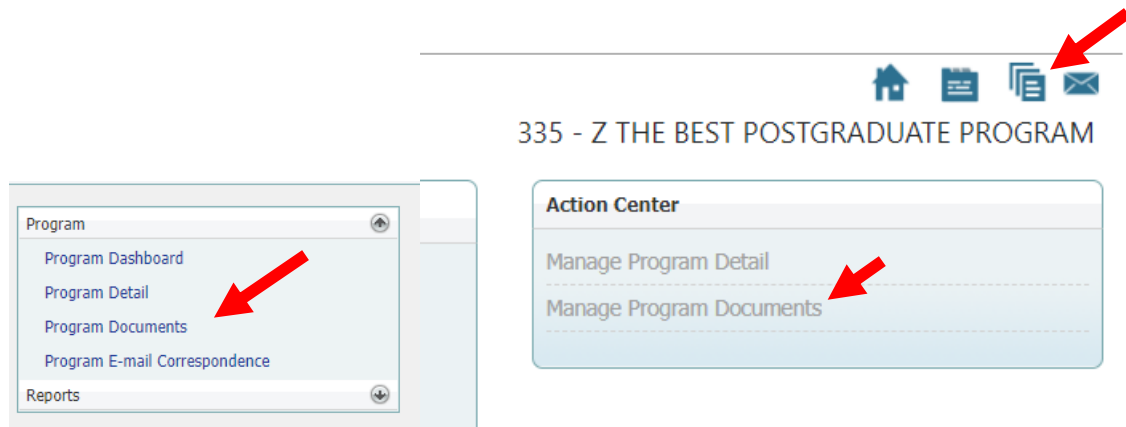 335 - Z THE BEST POSTGRADUATE PROGRAM
Program
Program Dashboard
Program Detail
Program Documents
Program E-mail Correspondence
Reports
Action Center
Manage Program Detail
Manage Program Documents